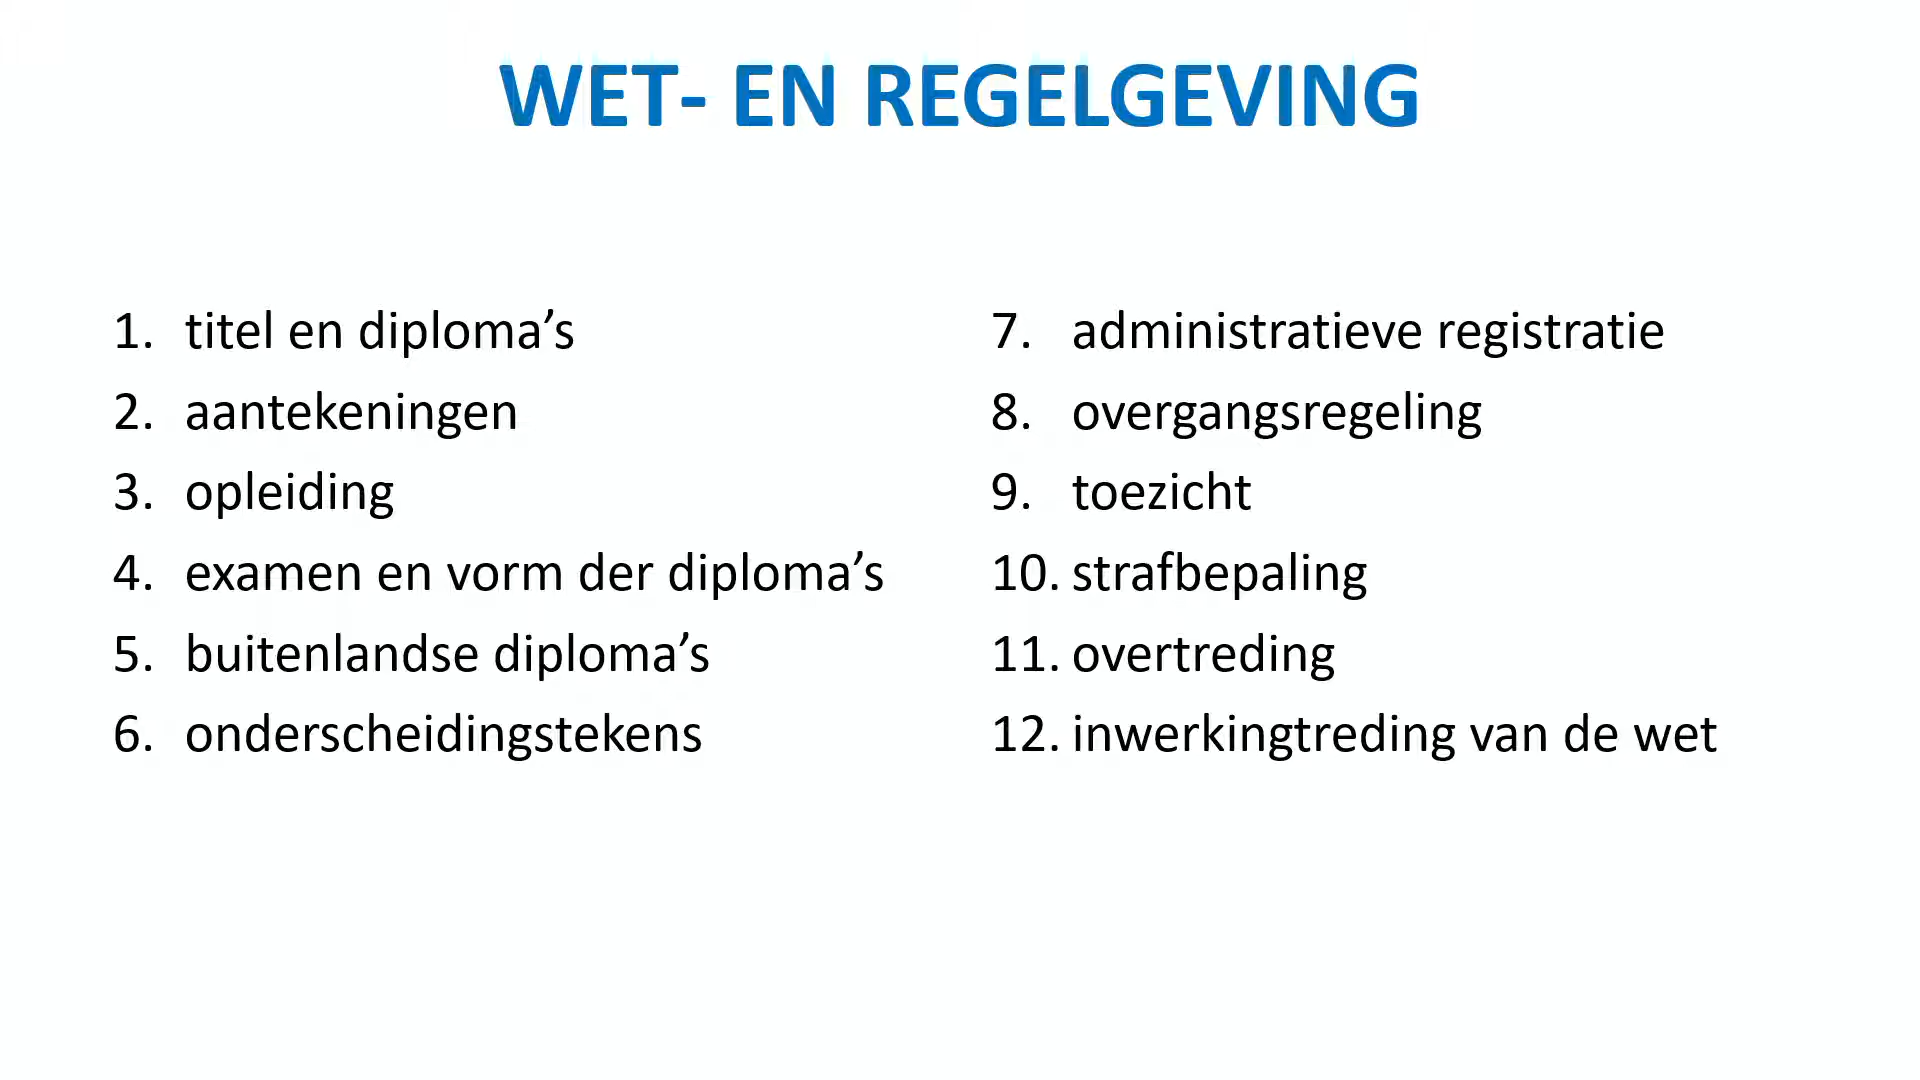 WET- EN REGELGEVING
1. titel en diploma’s
2. aantekeningen
3. opleiding
4. examen en vorm der diploma’s
5. buitenlandse diploma’s
6. onderscheidingstekens
7. administratieve registratie
8. overgangsregeling
9. toezicht
10. strafbepaling
11. overtreding
12. inwerkingtreding van de wet